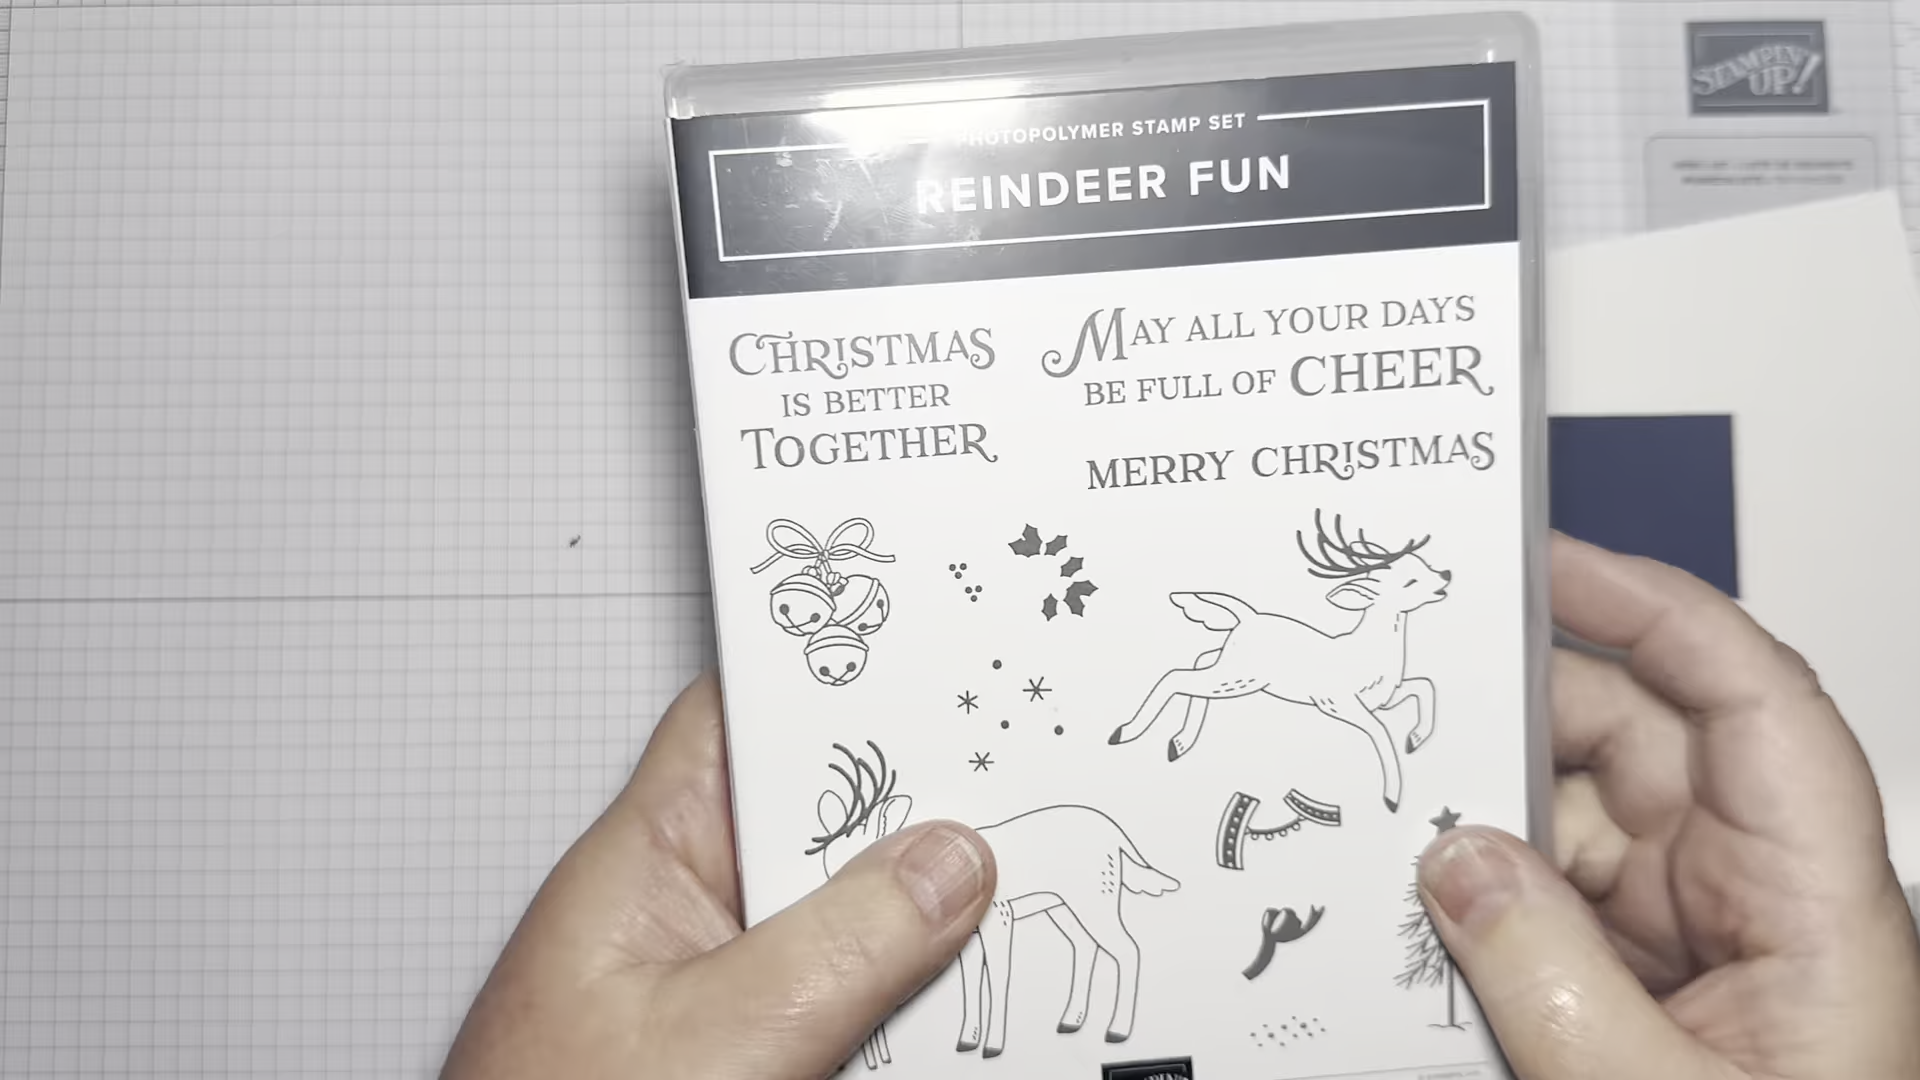 STAMPIN'
UP!
PHOTOPOLYMER STAMP SET
REINDEER FUN
CHRISTMAS
IS BETTER
TOGETHER
MAY ALL YOUR DAYS
BE FULL OF CHEER
MERRY CHRISTMAS
STAMPIN'